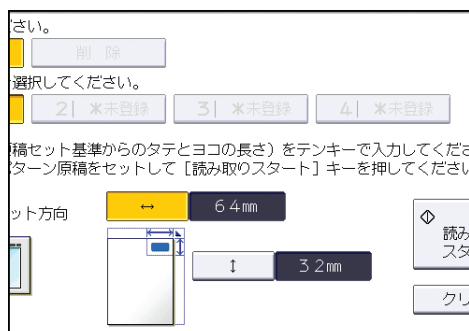 ださい。
削 除
選択してください。
2| ✱未登録
3| ✱未登録
4| ✱未登録
原稿セット基準からのタテとヨコの長さ）をテンキーで入力してくださ
パターン原稿をセットして［読み取りスタート］キーを押してください
ット方向
↔
64mm
読み
スタ
↕
32mm
クリ